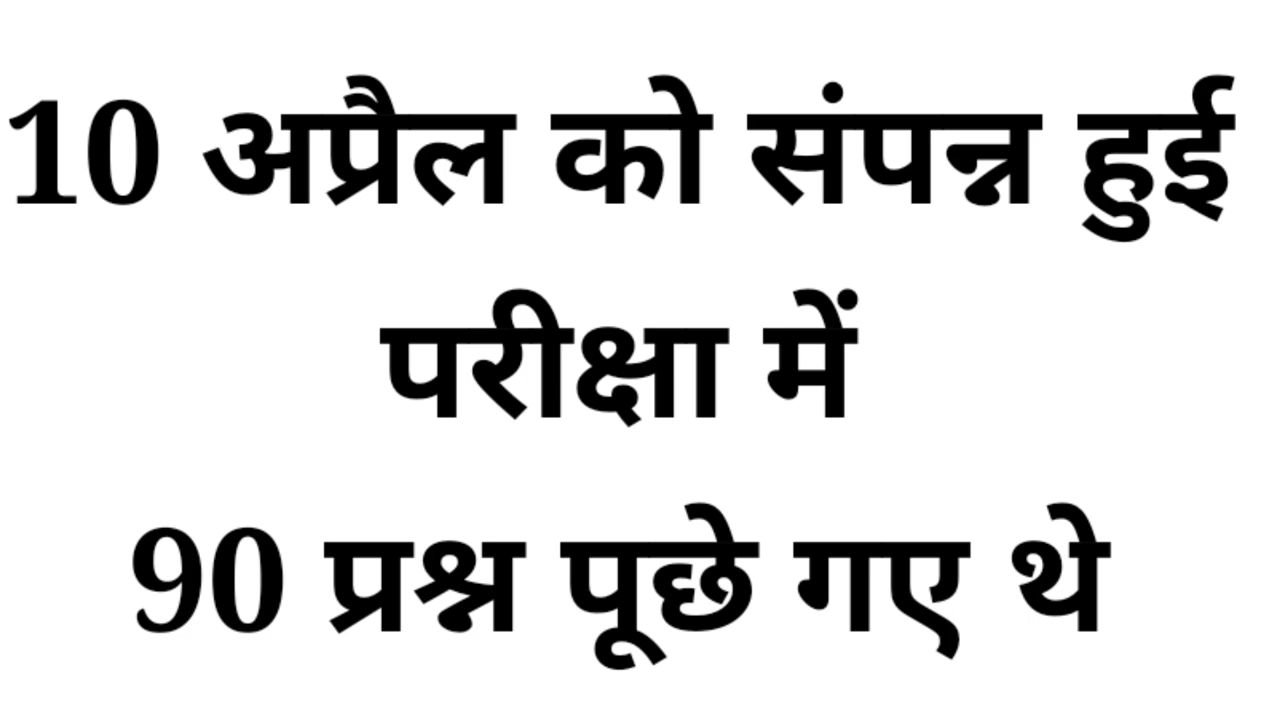 10 अप्रैल को संपन्न हुई
परीक्षा में
90 प्रश्न पूछे गए थे